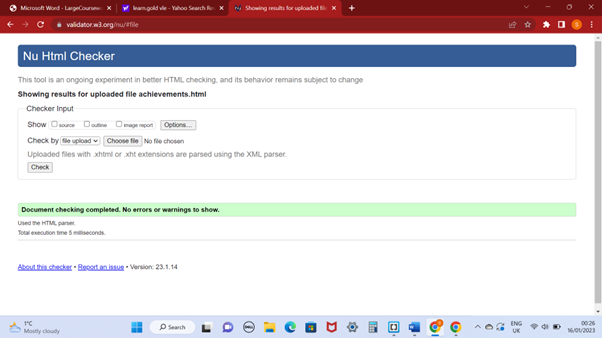 Microsoft Word - LargeCoursew
learn.gold vle - Yahoo Search Re
Showing results for uploaded file
validator.w3.org/nu/#file
Nu Html Checker
This tool is an ongoing experiment in better HTML checking, and its behavior remains subject to change
Showing results for uploaded file achievements.html
Checker Input
Show source outline image report Options...
Check by file upload Choose file No file chosen
Uploaded files with .xhtml or .xht extensions are parsed using the XML parser.
Check
Document checking completed. No errors or warnings to show.
Used the HTML parser.
Total execution time 5 milliseconds.
About this checker • Report an issue • Version: 23.1.14
1°C
Mostly cloudy
Search
DELL
ENG
UK
00:26
16/01/2023